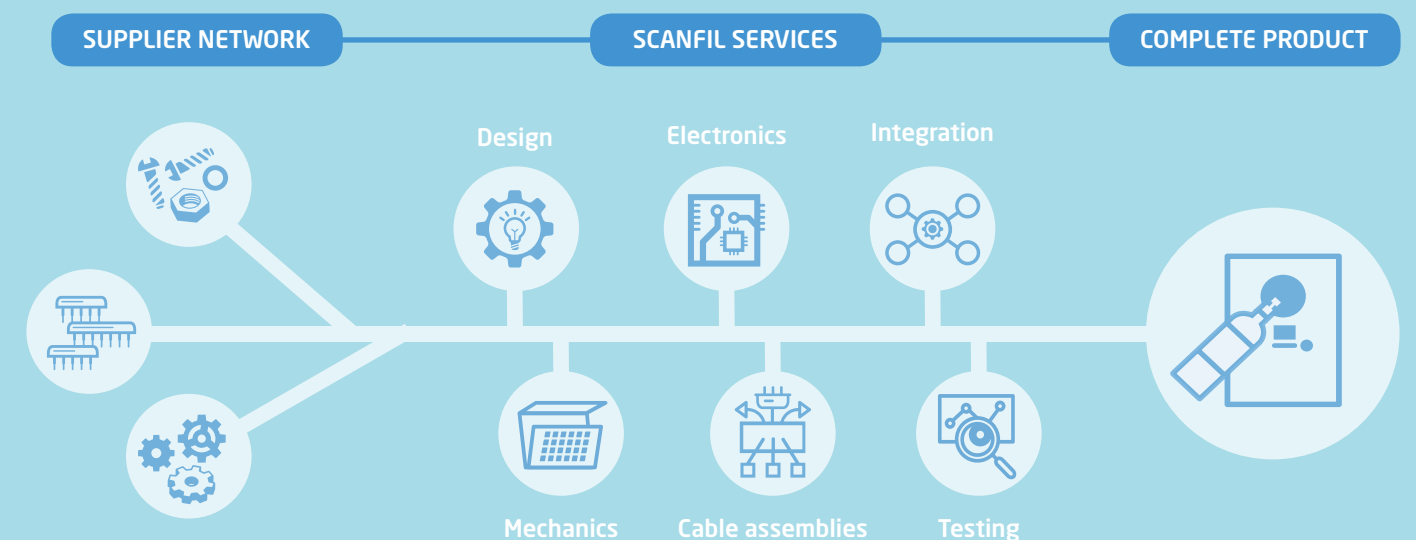 SUPPLIER NETWORK
SCANFIL SERVICES
COMPLETE PRODUCT
Design
Electronics
Integration
Mechanics
Cable assemblies
Testing